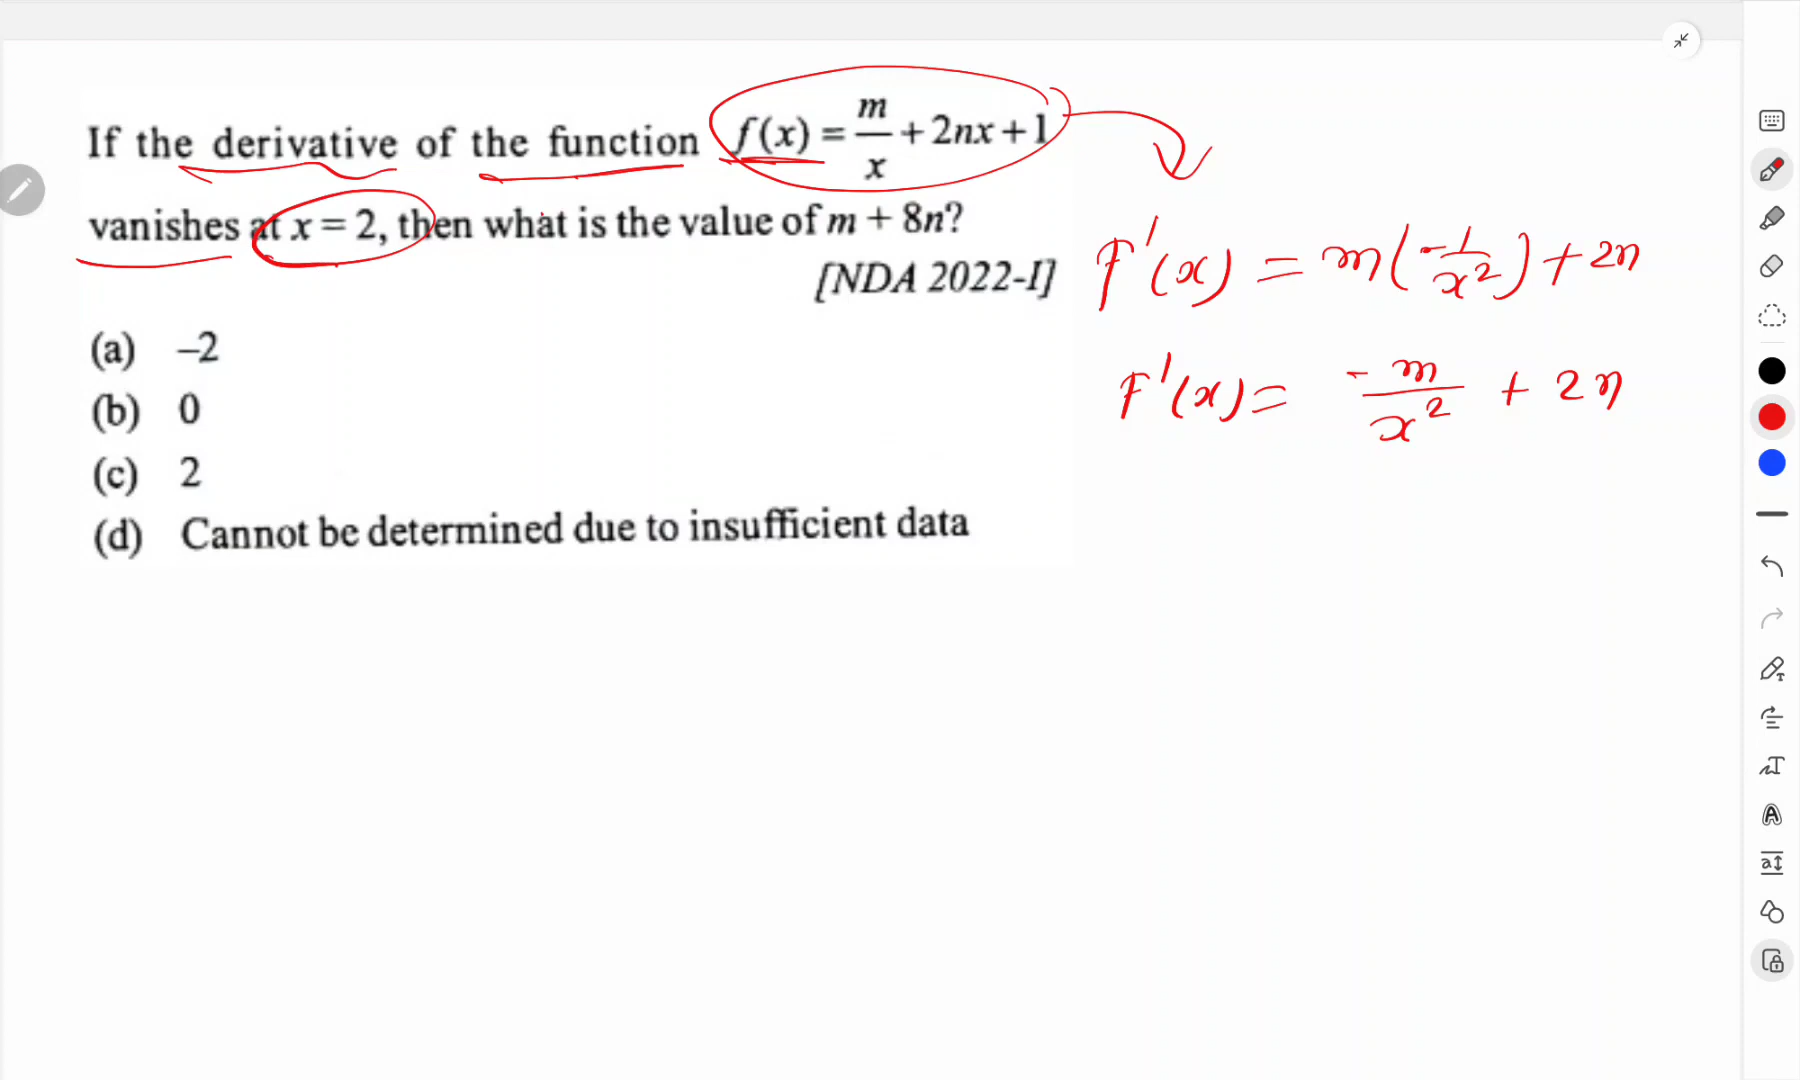 If the derivative of the function f(x) = m/x + 2nx + 1
vanishes at x = 2, then what is the value of m + 8n?
[NDA 2022-I]
(a) –2
(b) 0
(c) 2
(d) Cannot be determined due to insufficient data
F'(x) = m(-1/x²) + 2n
F'(x) = -m/x² + 2n